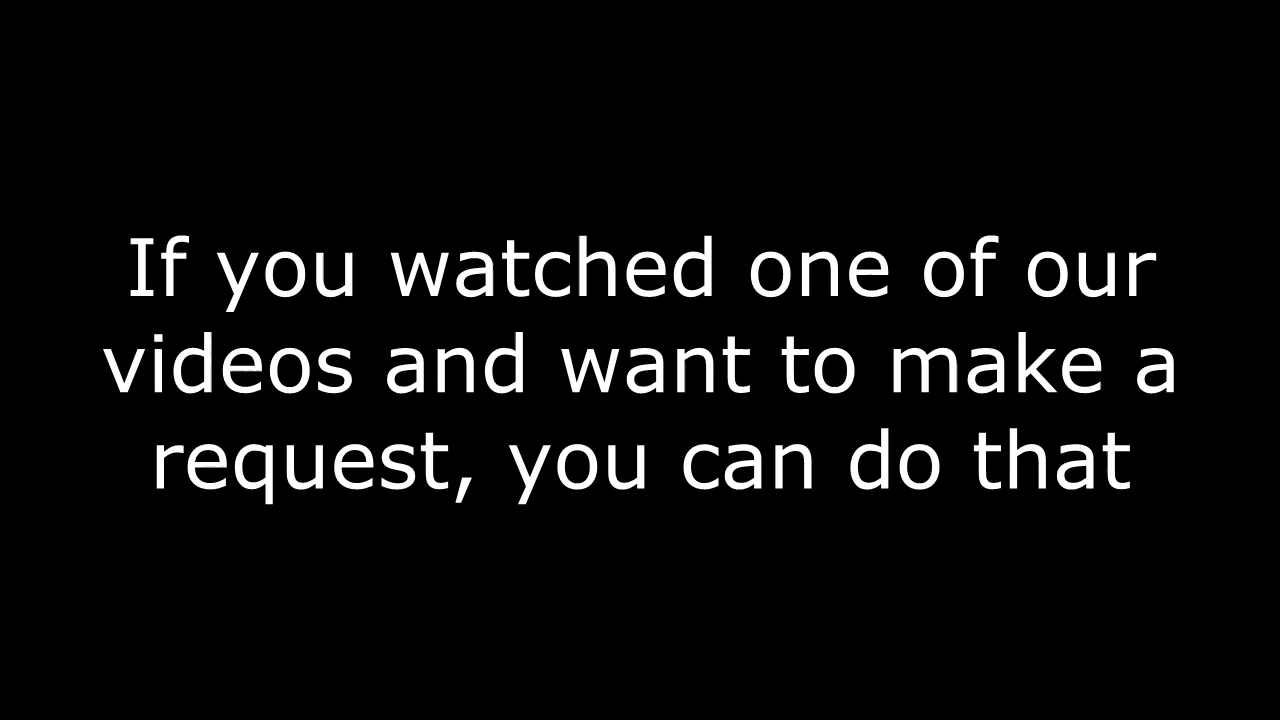 If you watched one of our
videos and want to make a
request, you can do that